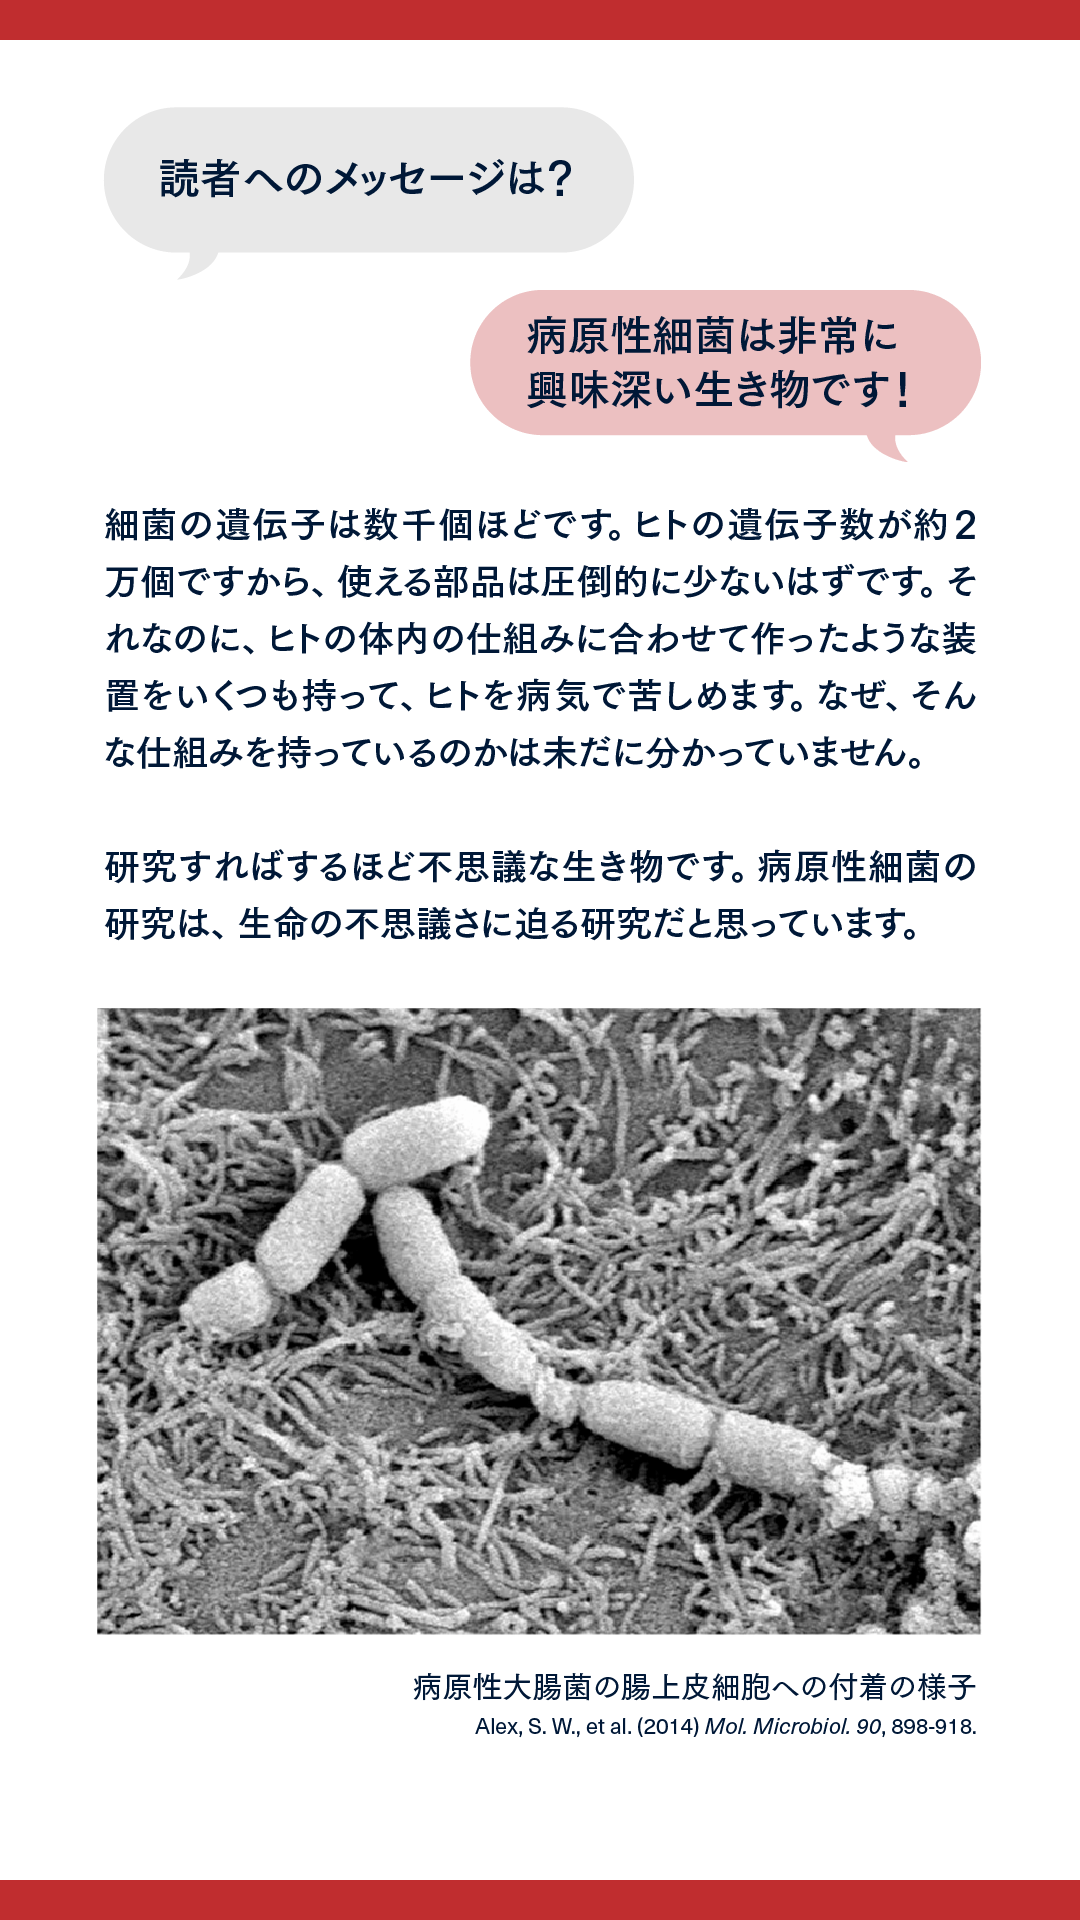 読者へのメッセージは？
病原性細菌は非常に
興味深い生き物です！
細菌の遺伝子は数千個ほどです。ヒトの遺伝子数が約２
万個ですから、使える部品は圧倒的に少ないはずです。そ
れなのに、ヒトの体内の仕組みに合わせて作ったような装
置をいくつも持って、ヒトを病気で苦しめます。なぜ、そん
な仕組みを持っているのかは未だに分かっていません。
研究すればするほど不思議な生き物です。病原性細菌の
研究は、生命の不思議さに迫る研究だと思っています。
病原性大腸菌の腸上皮細胞への付着の様子
Alex, S. W., et al. (2014) Mol. Microbiol. 90, 898-918.